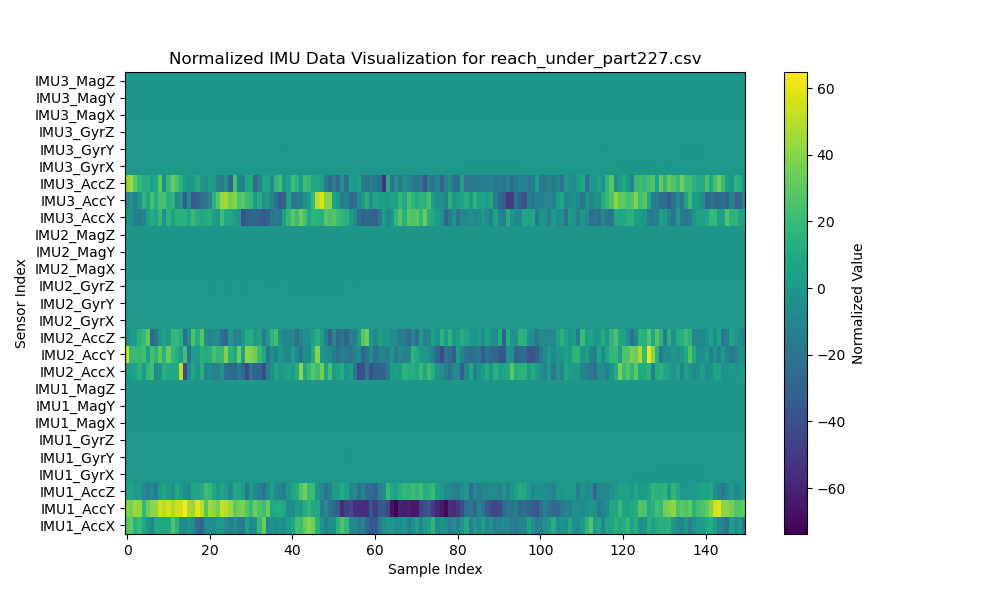 Normalized IMU Data Visualization for reach_under_part227.csv
IMU3_MagZ
IMU3_MagY
IMU3_MagX
IMU3_GyrZ
IMU3_GyrY
IMU3_GyrX
IMU3_AccZ
IMU3_AccY
IMU3_AccX
IMU2_MagZ
IMU2_MagY
IMU2_MagX
IMU2_GyrZ
IMU2_GyrY
IMU2_GyrX
IMU2_AccZ
IMU2_AccY
IMU2_AccX
IMU1_MagZ
IMU1_MagY
IMU1_MagX
IMU1_GyrZ
IMU1_GyrY
IMU1_GyrX
IMU1_AccZ
IMU1_AccY
IMU1_AccX
Sensor Index
0 20 40 60 80 100 120 140
Sample Index
60
40
20
0
−20
−40
−60
Normalized Value